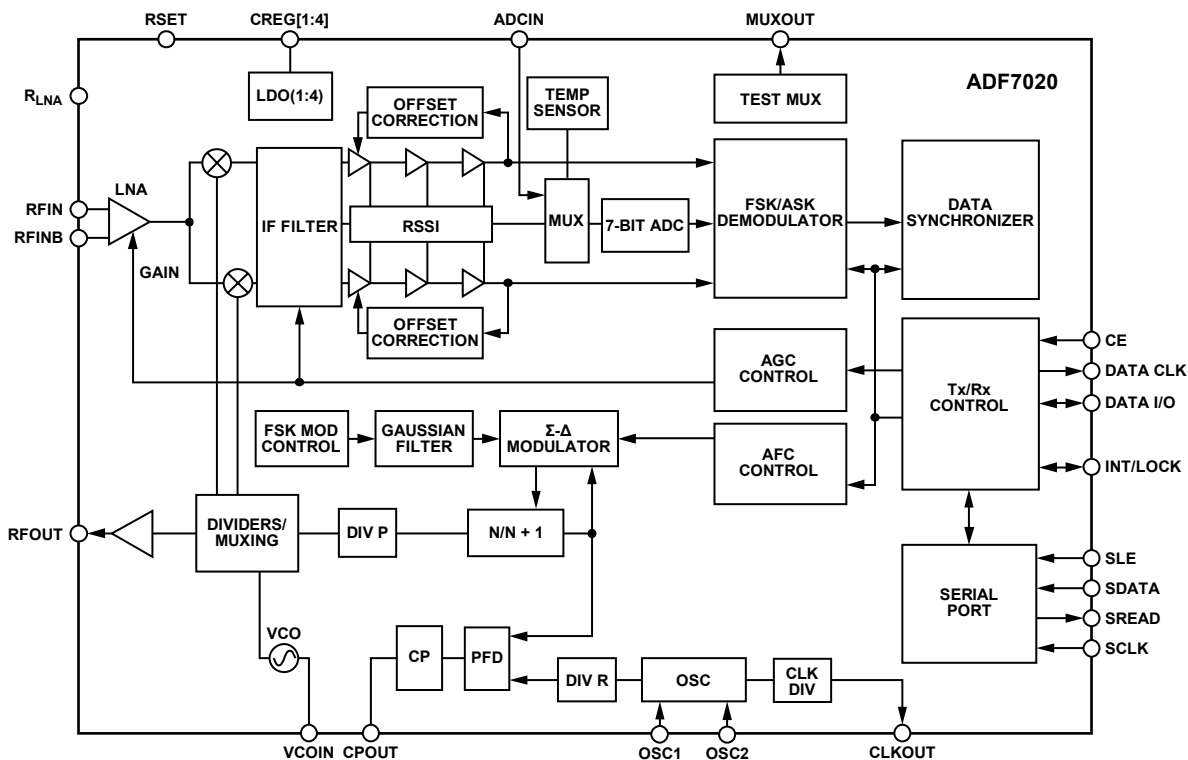 RSET
CREG[1:4]
ADCIN
MUXOUT
ADF7020
R_LNA
LDO(1:4)
OFFSET
CORRECTION
TEMP
SENSOR
TEST MUX
LNA
RFIN
RFINB
GAIN
IF FILTER
RSSI
MUX
7-BIT ADC
FSK/ASK
DEMODULATOR
DATA
SYNCHRONIZER
OFFSET
CORRECTION
AGC
CONTROL
Tx/Rx
CONTROL
CE
DATA CLK
DATA I/O
INT/LOCK
FSK MOD
CONTROL
GAUSSIAN
FILTER
Σ-Δ
MODULATOR
AFC
CONTROL
RFOUT
DIVIDERS/
MUXING
DIV P
N/N + 1
SERIAL
PORT
SLE
SDATA
SREAD
SCLK
VCO
CP
PFD
DIV R
OSC
CLK
DIV
VCOIN
CPOUT
OSC1
OSC2
CLKOUT